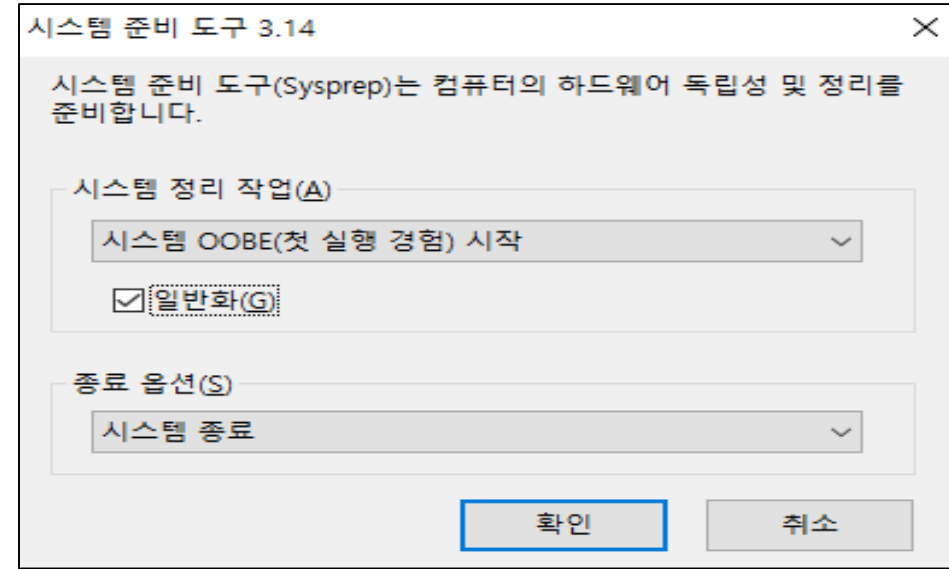 시스템 준비 도구 3.14
시스템 준비 도구(Sysprep)는 컴퓨터의 하드웨어 독립성 및 정리를
준비합니다.
시스템 정리 작업(A)
시스템 OOBE(첫 실행 경험) 시작
일반화(G)
종료 옵션(S)
시스템 종료
확인
취소